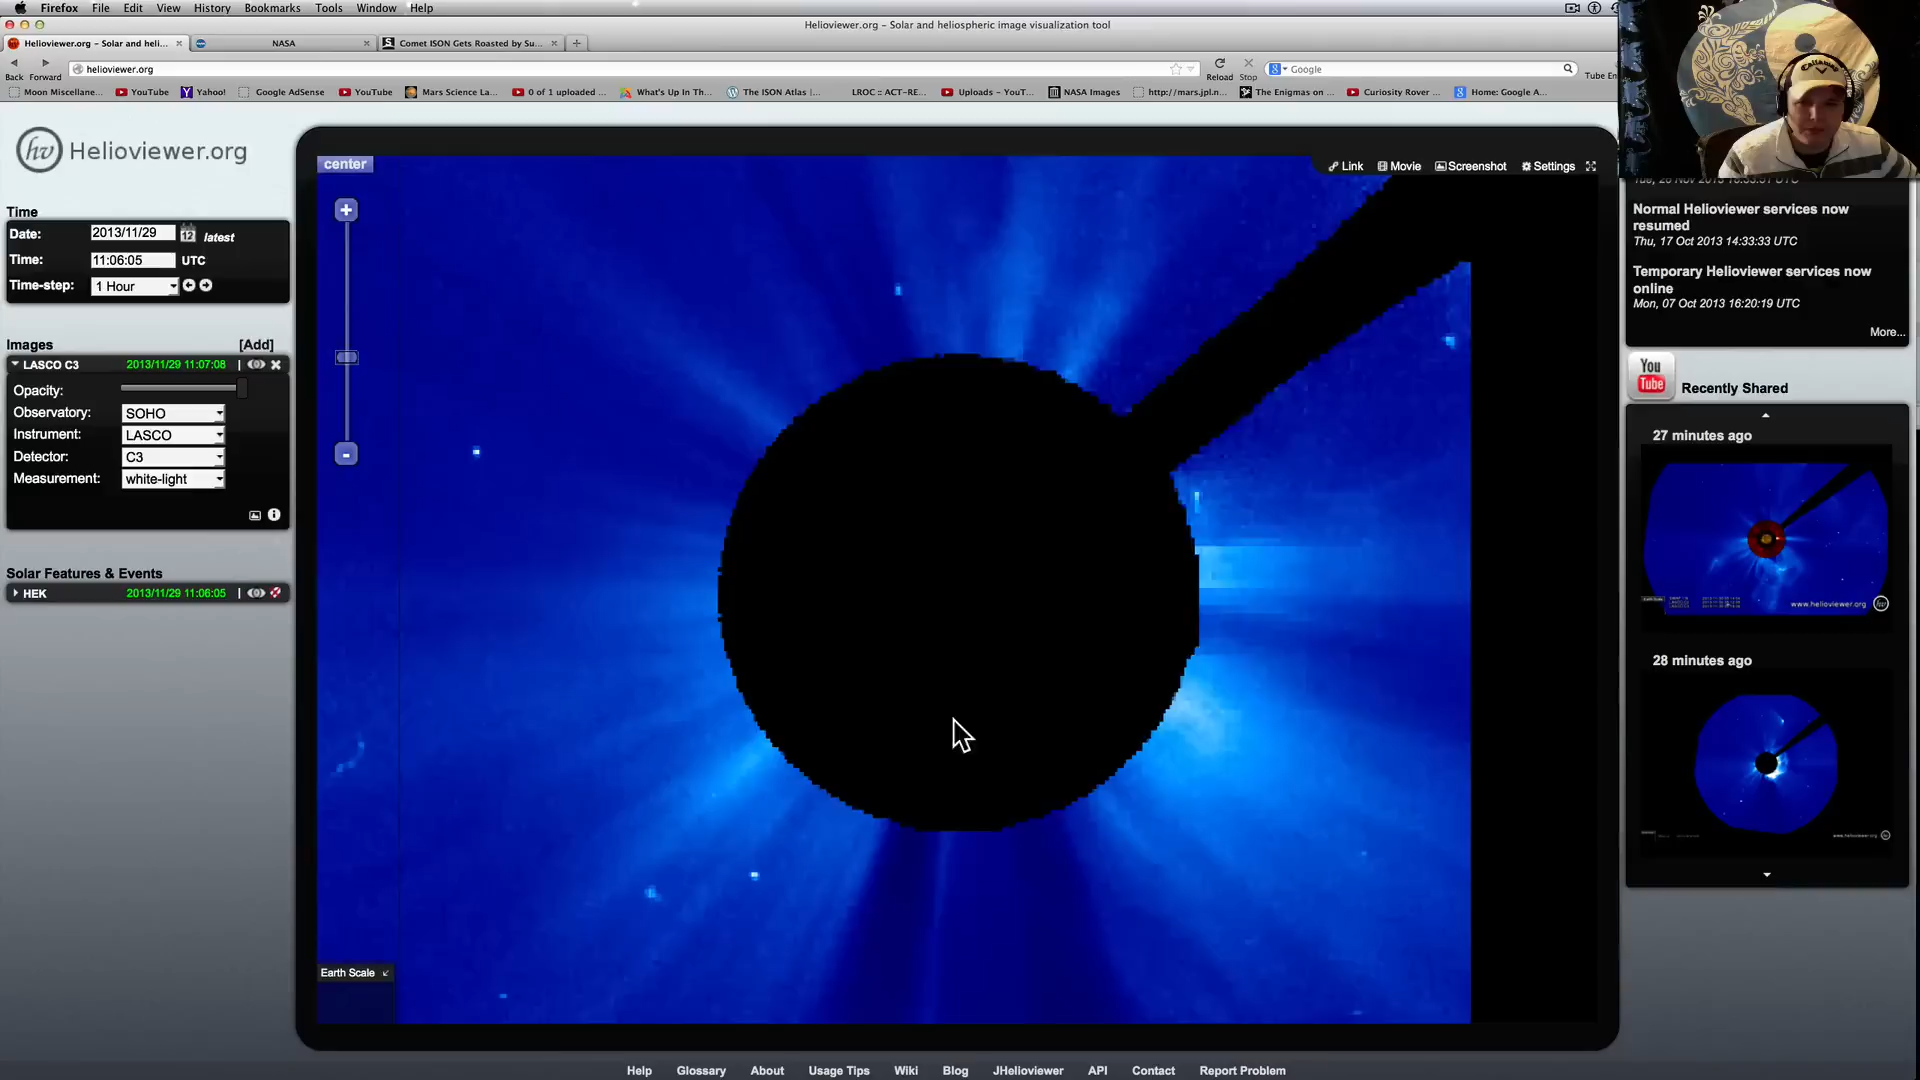 Firefox File Edit View History Bookmarks Tools Window Help
Helioviewer.org – Solar and heliospheric image visualization tool
Helioviewer.org – Solar and heli...
NASA
Comet ISON Gets Roasted by Su...
helioviewer.org
Google
Back Forward
Reload Stop
Moon Miscellane... YouTube Yahoo! Google AdSense YouTube Mars Science La... 0 of 1 uploaded ... What's Up In Th... The ISON Atlas |... LROC :: ACT-RE... Uploads – YouT... NASA Images http://mars.jpl.n... The Enigmas on ... Curiosity Rover ... Home: Google A...
hv Helioviewer.org
Time
Date: 2013/11/29 12 latest
Time: 11:06:05 UTC
Time-step: 1 Hour
Images [Add]
LASCO C3 2013/11/29 11:07:08 |
Opacity:
Observatory: SOHO
Instrument: LASCO
Detector: C3
Measurement: white-light
Solar Features & Events
HEK 2013/11/29 11:06:05 |
center
Link Movie Screenshot Settings
Earth Scale
Callaway
Normal Helioviewer services now
resumed
Thu, 17 Oct 2013 14:33:33 UTC
Temporary Helioviewer services now
online
Mon, 07 Oct 2013 16:20:19 UTC
More...
You
Tube
Recently Shared
27 minutes ago
www.helioviewer.org hv
28 minutes ago
Help Glossary About Usage Tips Wiki Blog JHelioviewer API Contact Report Problem